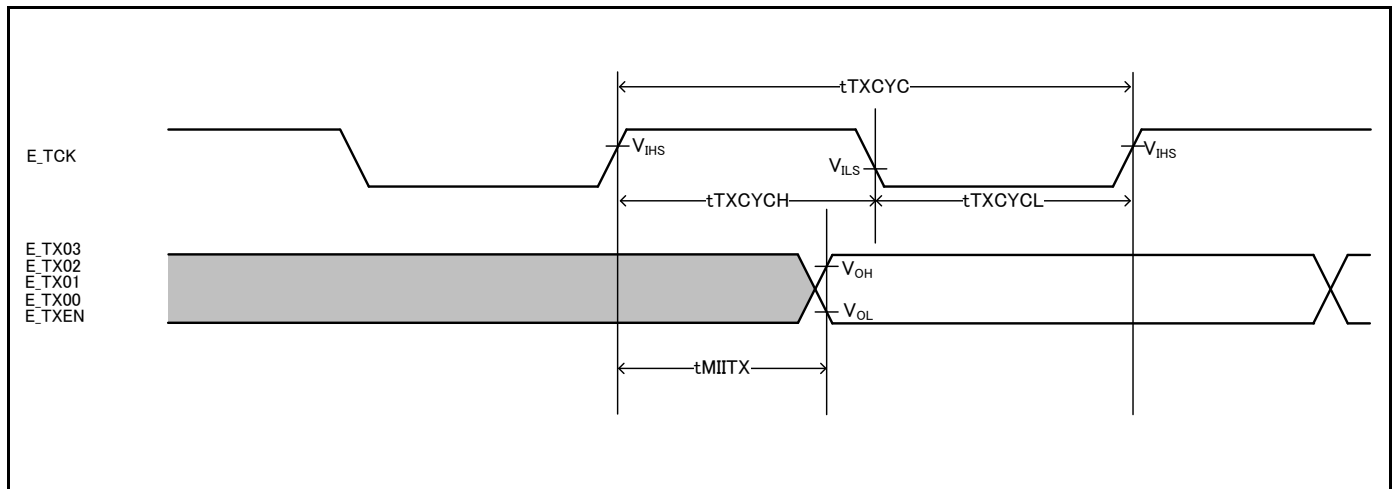 tTXCYC
E_TCK
VIHS
VILS
VIHS
tTXCYCH
tTXCYCL
E_TX03
E_TX02
E_TX01
E_TX00
E_TXEN
VOH
VOL
tMIITX